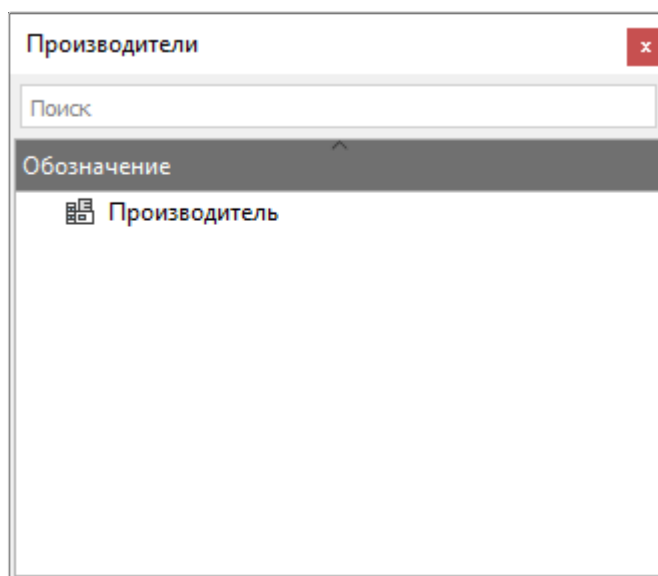 Производители
x
Поиск
Обозначение
Производитель